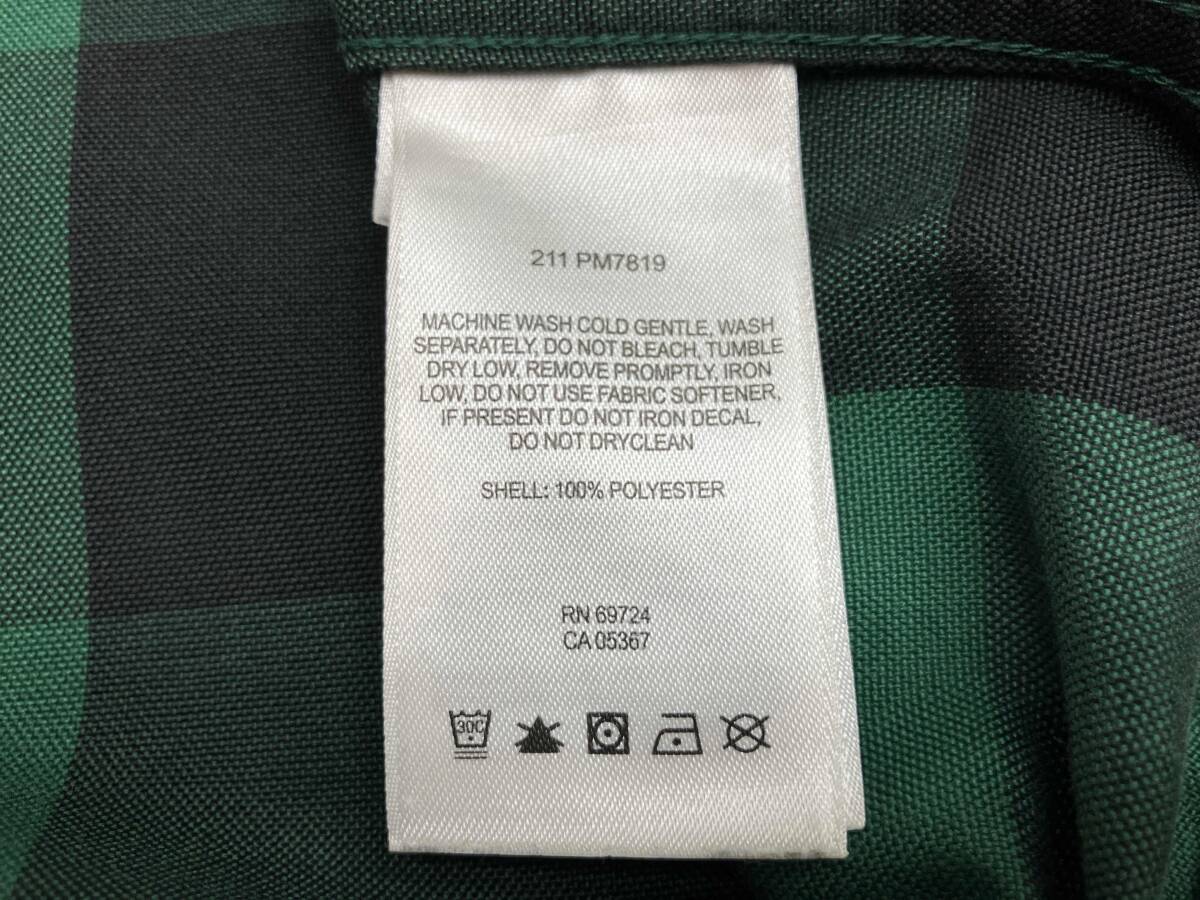 211 PM7819
MACHINE WASH COLD GENTLE, WASH
SEPARATELY, DO NOT BLEACH, TUMBLE
DRY LOW, REMOVE PROMPTLY, IRON
LOW, DO NOT USE FABRIC SOFTENER,
IF PRESENT DO NOT IRON DECAL,
DO NOT DRYCLEAN
SHELL: 100% POLYESTER
RN 69724
CA 05367
30C